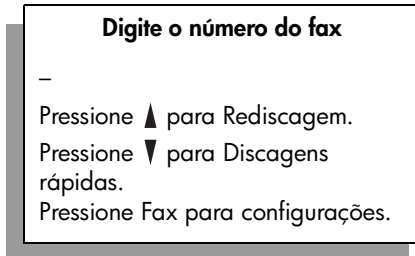 Digite o número do fax
_
Pressione ▲ para Rediscagem.
Pressione ▼ para Discagens
rápidas.
Pressione Fax para configurações.